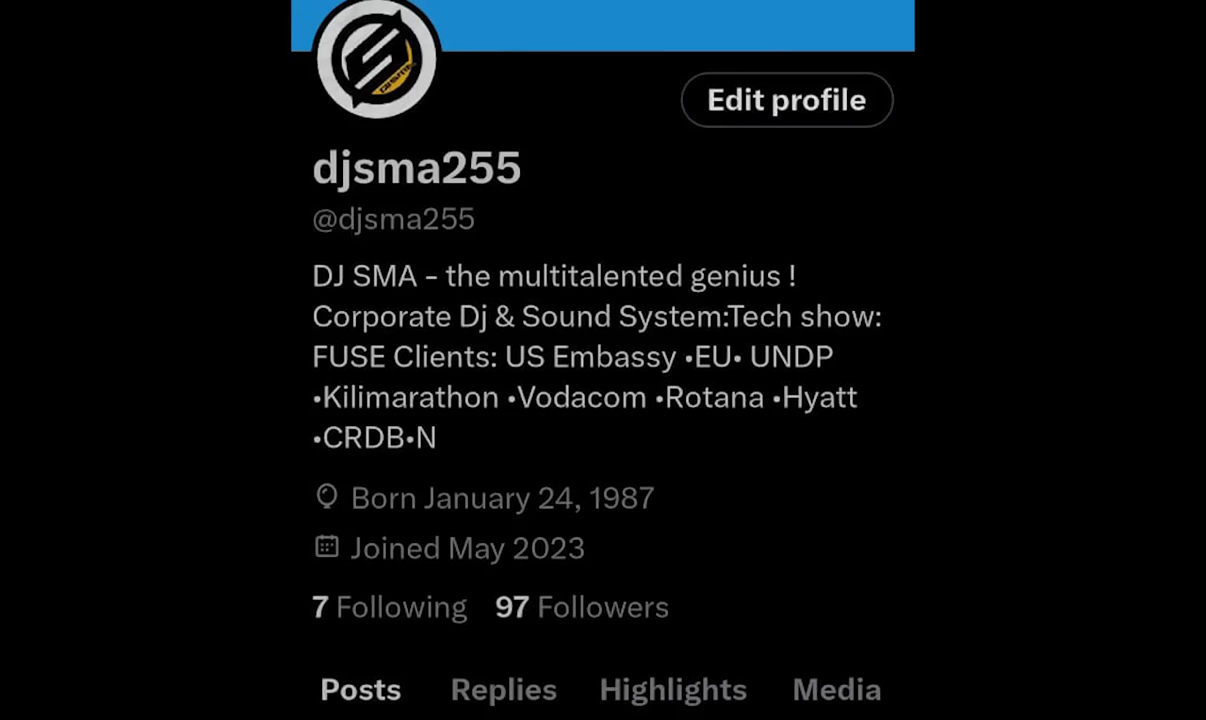 Edit profile
djsma255
@djsma255
DJ SMA - the multitalented genius !
Corporate Dj & Sound System:Tech show:
FUSE Clients: US Embassy •EU• UNDP
•Kilimarathon •Vodacom •Rotana •Hyatt
•CRDB•N
Born January 24, 1987
Joined May 2023
7 Following 97 Followers
Posts Replies Highlights Media